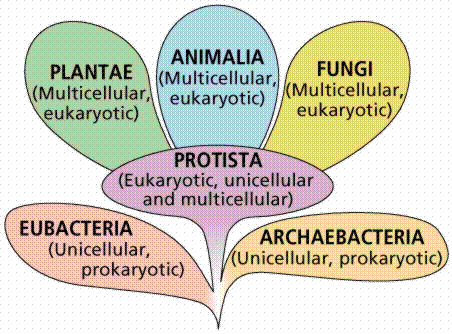 PLANTAE
(Multicellular,
eukaryotic)
ANIMALIA
(Multicellular,
eukaryotic)
FUNGI
(Multicellular,
eukaryotic)
PROTISTA
(Eukaryotic, unicellular
and multicellular)
EUBACTERIA
(Unicellular,
prokaryotic)
ARCHAEBACTERIA
(Unicellular, prokaryotic)